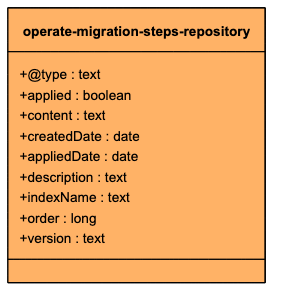 operate-migration-steps-repository
+@type : text
+applied : boolean
+content : text
+createdDate : date
+appliedDate : date
+description : text
+indexName : text
+order : long
+version : text